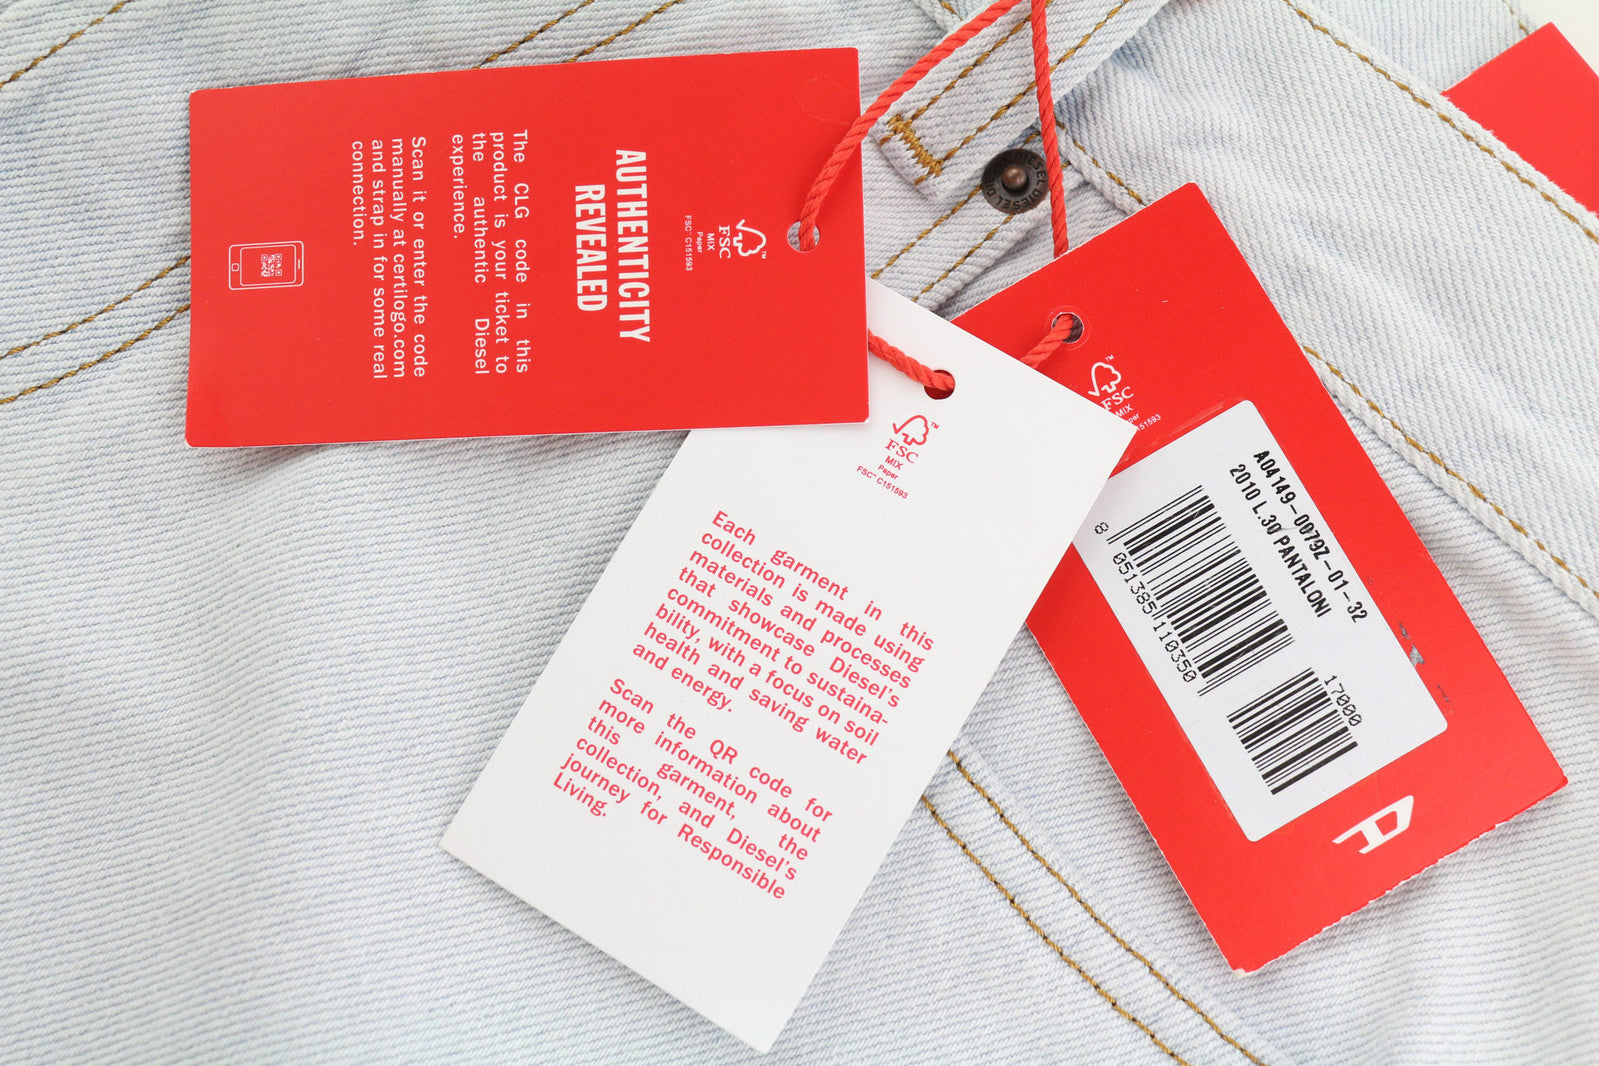 FSC™
MIX
Paper
FSC™ C151593
AUTHENTICITY
REVEALED
The CLG code in this
product is your ticket to
the authentic Diesel
experience.
Scan it or enter the code
manually at certilogo.com
and strap in for some real
connection.
FSC™
MIX
Paper
FSC™ C151593
Each garment in this
collection is made using
materials and processes
that showcase Diesel's
commitment to sustaina-
bility, with a focus on soil
health and saving water
and energy.
Scan the QR code for
more information about
this garment, the
collection, and Diesel's
journey for Responsible
Living.
FSC
MIX
A04149-0079Z-01-32
2010 L.30 PANTALONI
8 051385 110350
17000
DIESEL